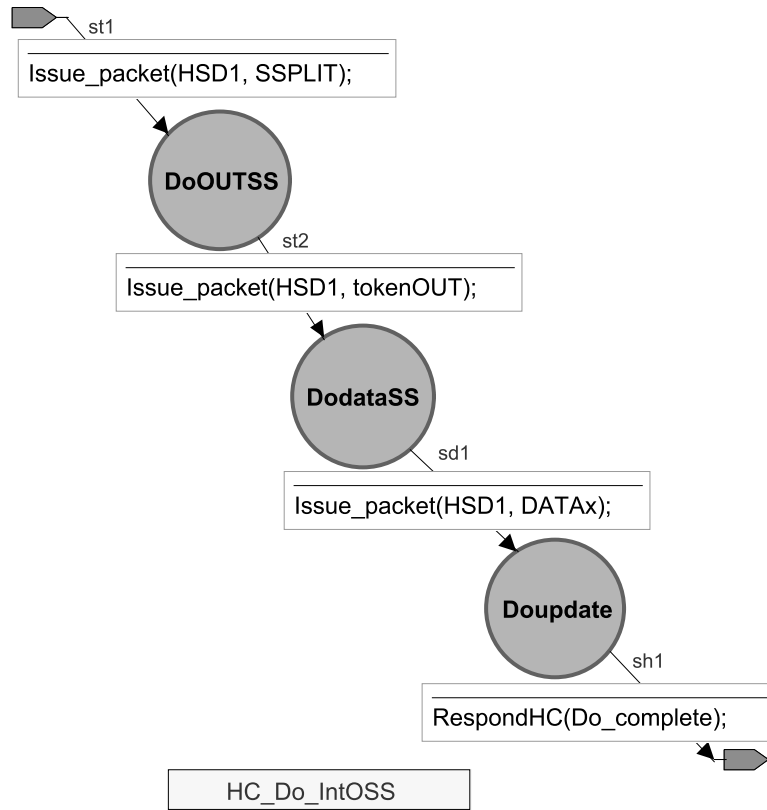 st1
Issue_packet(HSD1, SSPLIT);
DoOUTSS
st2
Issue_packet(HSD1, tokenOUT);
DodataSS
sd1
Issue_packet(HSD1, DATAx);
Doupdate
sh1
RespondHC(Do_complete);
HC_Do_IntOSS